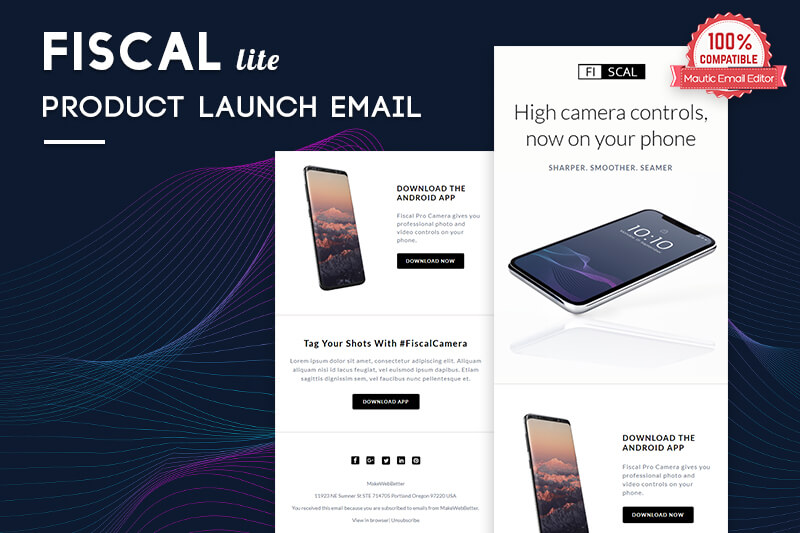 FISCAL lite
PRODUCT LAUNCH EMAIL
100%
COMPATIBLE
Mautic Email Editor
FI SCAL
High camera controls,
now on your phone
SHARPER. SMOOTHER. SEAMER
10:10
DOWNLOAD THE
ANDROID APP
Fiscal Pro Camera gives you
professional photo and
video controls on your
phone.
DOWNLOAD NOW
Tag Your Shots With #FiscalCamera
Lorem ipsum dolor sit amet, consectetur adipiscing elit. Aliquam
aliquam nisl id lacus feugiat, vel euismod ipsum dapibus. Etiam
sagittis dignissim sem, vel faucibus nunc pellentesque et.
DOWNLOAD APP
MakeWebBetter
11923 NE Sumner St STE 714705 Portland Oregon 97220 USA
You received this email because you are subscribed to emails from MakeWebBetter.
View in browser| Unsubscribe
DOWNLOAD THE
ANDROID APP
Fiscal Pro Camera gives you
professional photo and
video controls on your
phone.
DOWNLOAD NOW